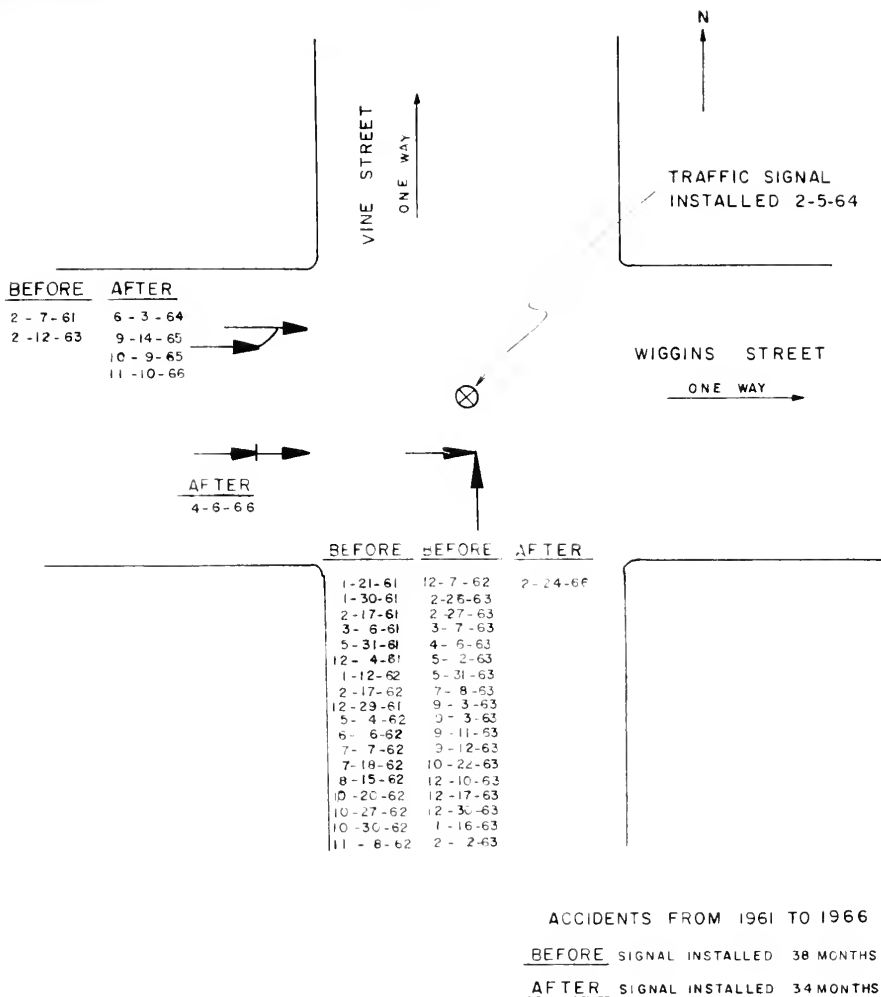 N
VINE STREET
ONE WAY
TRAFFIC SIGNAL
INSTALLED 2-5-64
BEFORE AFTER
2 - 7-61 6 - 3 - 64
2 -12-63 9 -14- 65
10 - 9-65
11 -10-66
WIGGINS STREET
ONE WAY
AFTER
4-6-66
BEFORE BEFORE AFTER
1-21-61 12- 7 -62 2 -24-66
1-30-61 2-26-63
2 -17-61 2 -27-63
3- 6-61 3- 7 -63
5-31-61 4 - 6-63
12 - 4-61 5- 2-63
1 -12-62 5 -31-63
2 -17-62 7 - 8 -63
12 -29-61 9 - 3 -63
5- 4 -62 9 - 3-63
6- 6-62 9 -11-63
7- 7-62 9 -12-63
7-18-62 10 -22-63
8 -15-62 12 -10-63
10 -20-62 12 -17-63
10 -27-62 12 -30-63
10 -30-62 1 -16-63
11 - 8-62 2 - 2-63
ACCIDENTS FROM 1961 TO 1966
BEFORE SIGNAL INSTALLED 38 MONTHS
AFTER SIGNAL INSTALLED 34 MONTHS